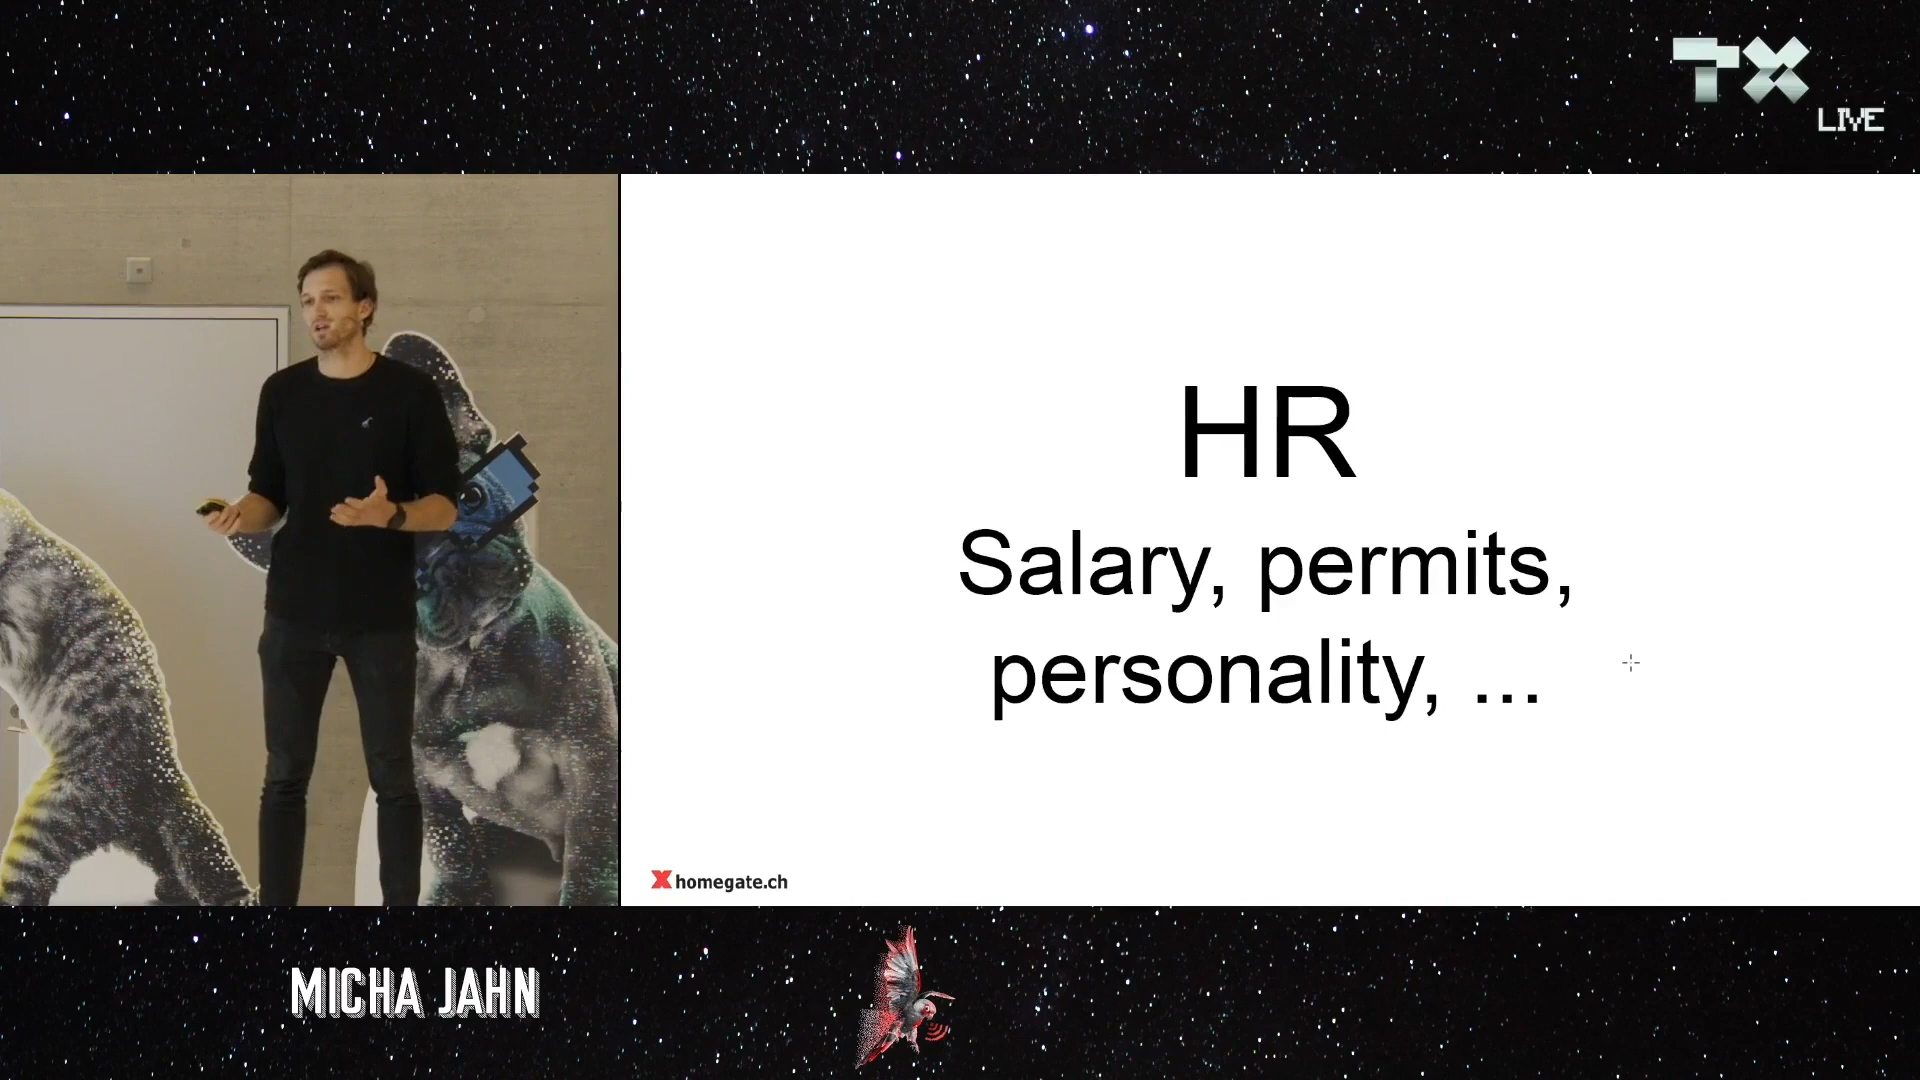 TX
LIVE
HR
Salary, permits,
personality, ...
homegate.ch
MICHA JAHN